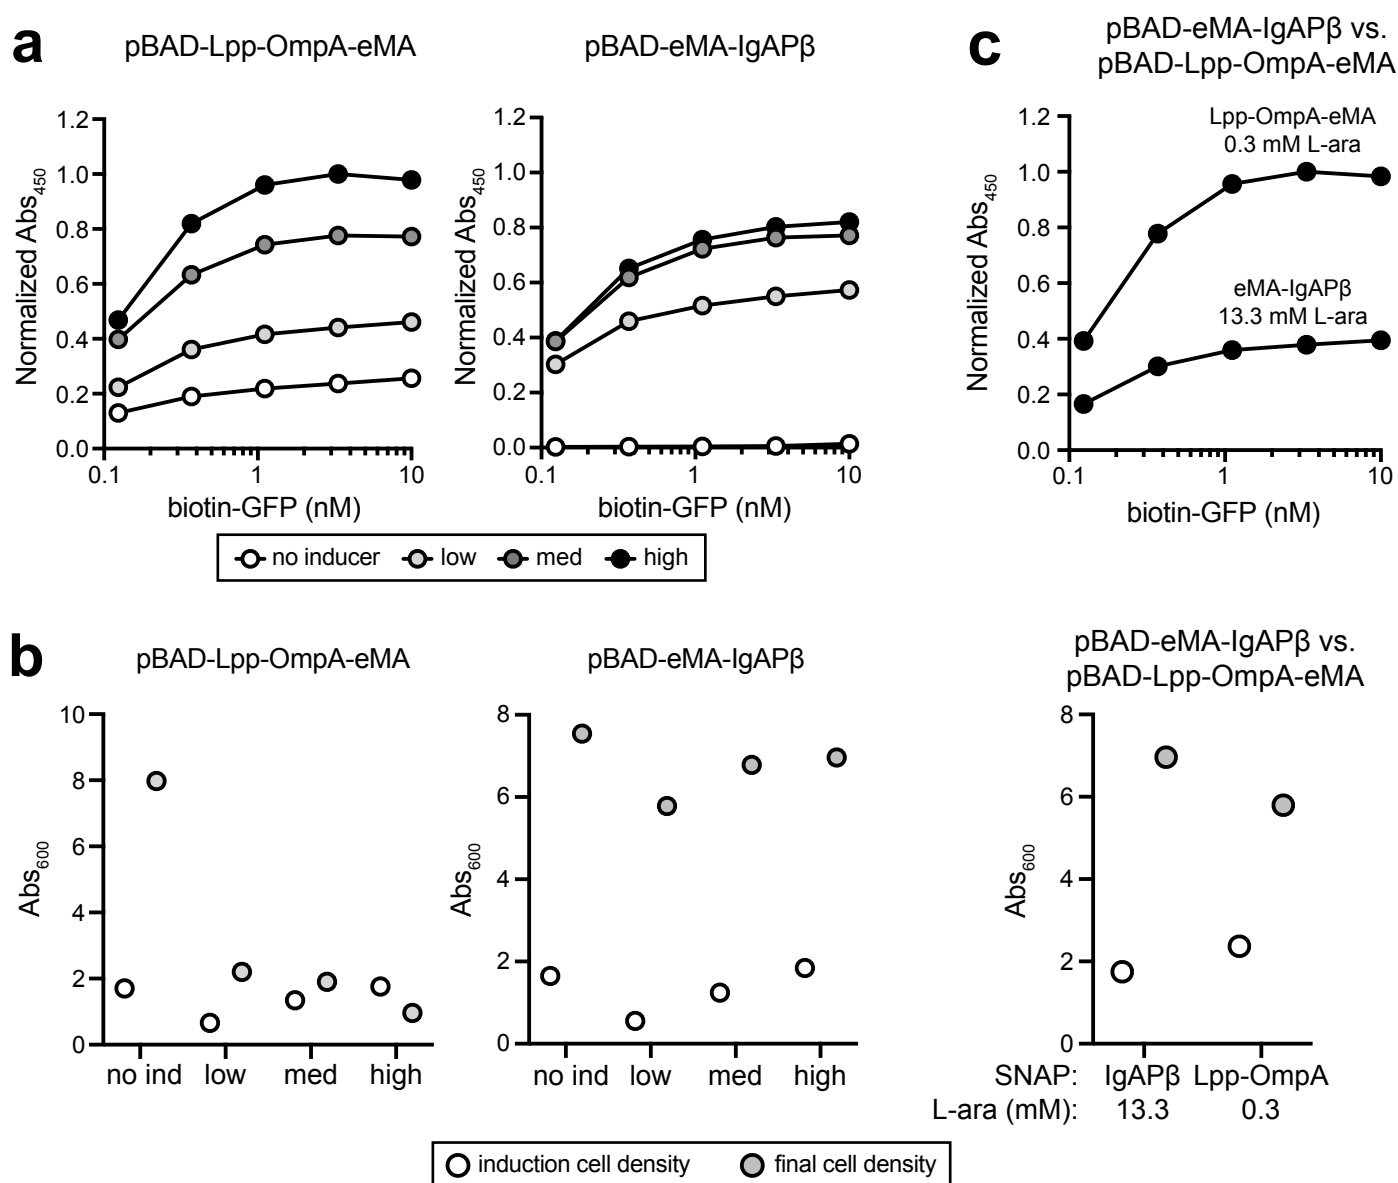 a
pBAD-Lpp-OmpA-eMA
Normalized Abs450
1.2
1.0
0.8
0.6
0.4
0.2
0.0
0.1
1
10
biotin-GFP (nM)
pBAD-eMA-IgAPβ
Normalized Abs450
1.2
1.0
0.8
0.6
0.4
0.2
0.0
0.1
1
10
biotin-GFP (nM)
no inducer low med high
c
pBAD-eMA-IgAPβ vs.
pBAD-Lpp-OmpA-eMA
Normalized Abs450
1.2
1.0
0.8
0.6
0.4
0.2
0.0
Lpp-OmpA-eMA
0.3 mM L-ara
eMA-IgAPβ
13.3 mM L-ara
0.1
1
10
biotin-GFP (nM)
b
pBAD-Lpp-OmpA-eMA
Abs600
10
8
6
4
2
0
no ind low med high
pBAD-eMA-IgAPβ
Abs600
8
6
4
2
0
no ind low med high
pBAD-eMA-IgAPβ vs.
pBAD-Lpp-OmpA-eMA
Abs600
8
6
4
2
0
SNAP: IgAPβ Lpp-OmpA
L-ara (mM): 13.3 0.3
induction cell density final cell density